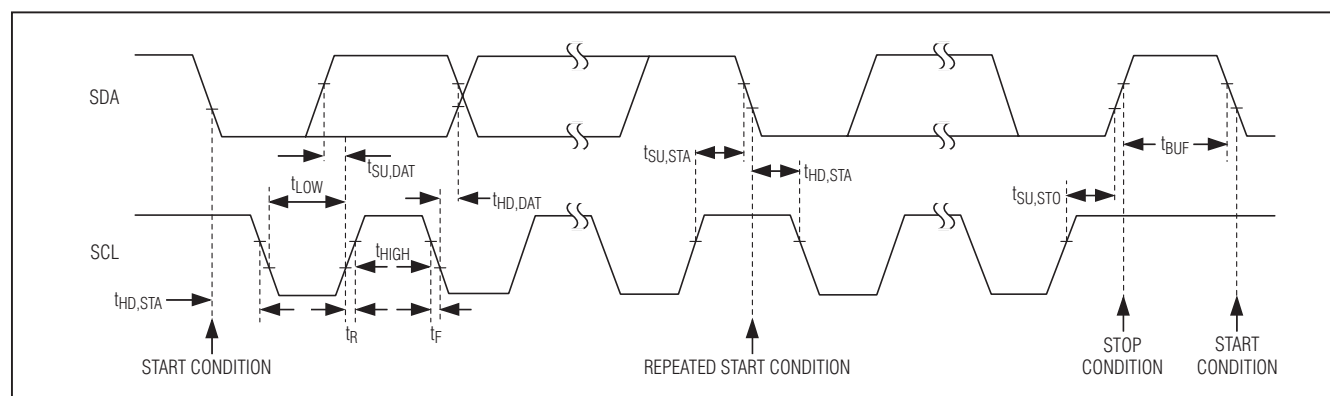 SDA
tSU,DAT
tLOW
tHD,DAT
tSU,STA
tHD,STA
tBUF
tSU,STO
SCL
tHIGH
tHD,STA
tR
tF
START CONDITION
REPEATED START CONDITION
STOP
CONDITION
START
CONDITION